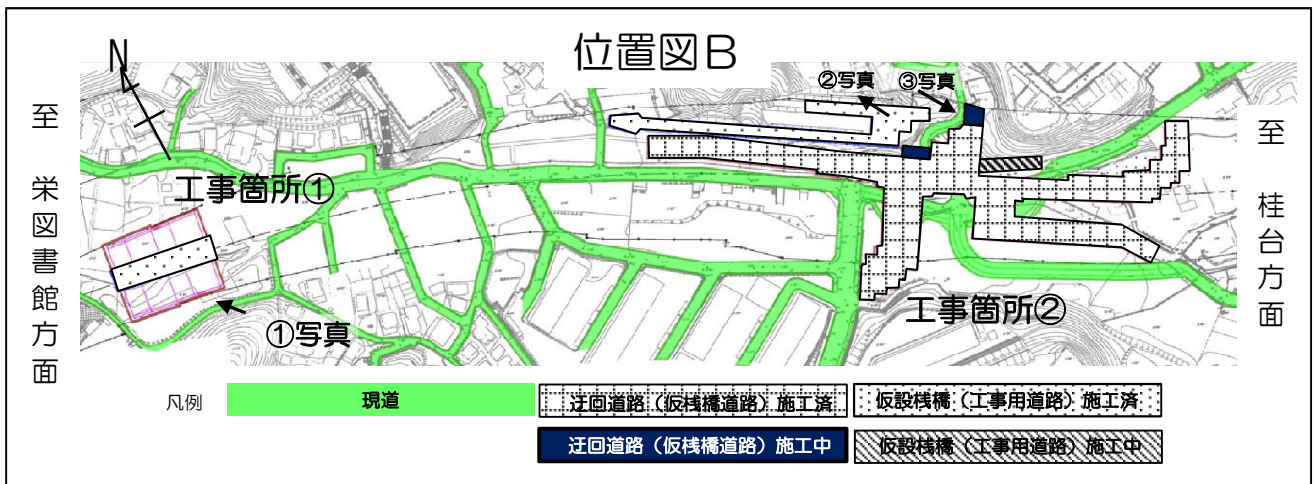 位置図B
N
②写真
③写真
至 栄図書館方面
至 桂台方面
工事箇所①
①写真
工事箇所②
凡例
現道
迂回道路（仮桟橋道路）施工済
仮設桟橋（工事用道路）施工済
迂回道路（仮桟橋道路）施工中
仮設桟橋（工事用道路）施工中